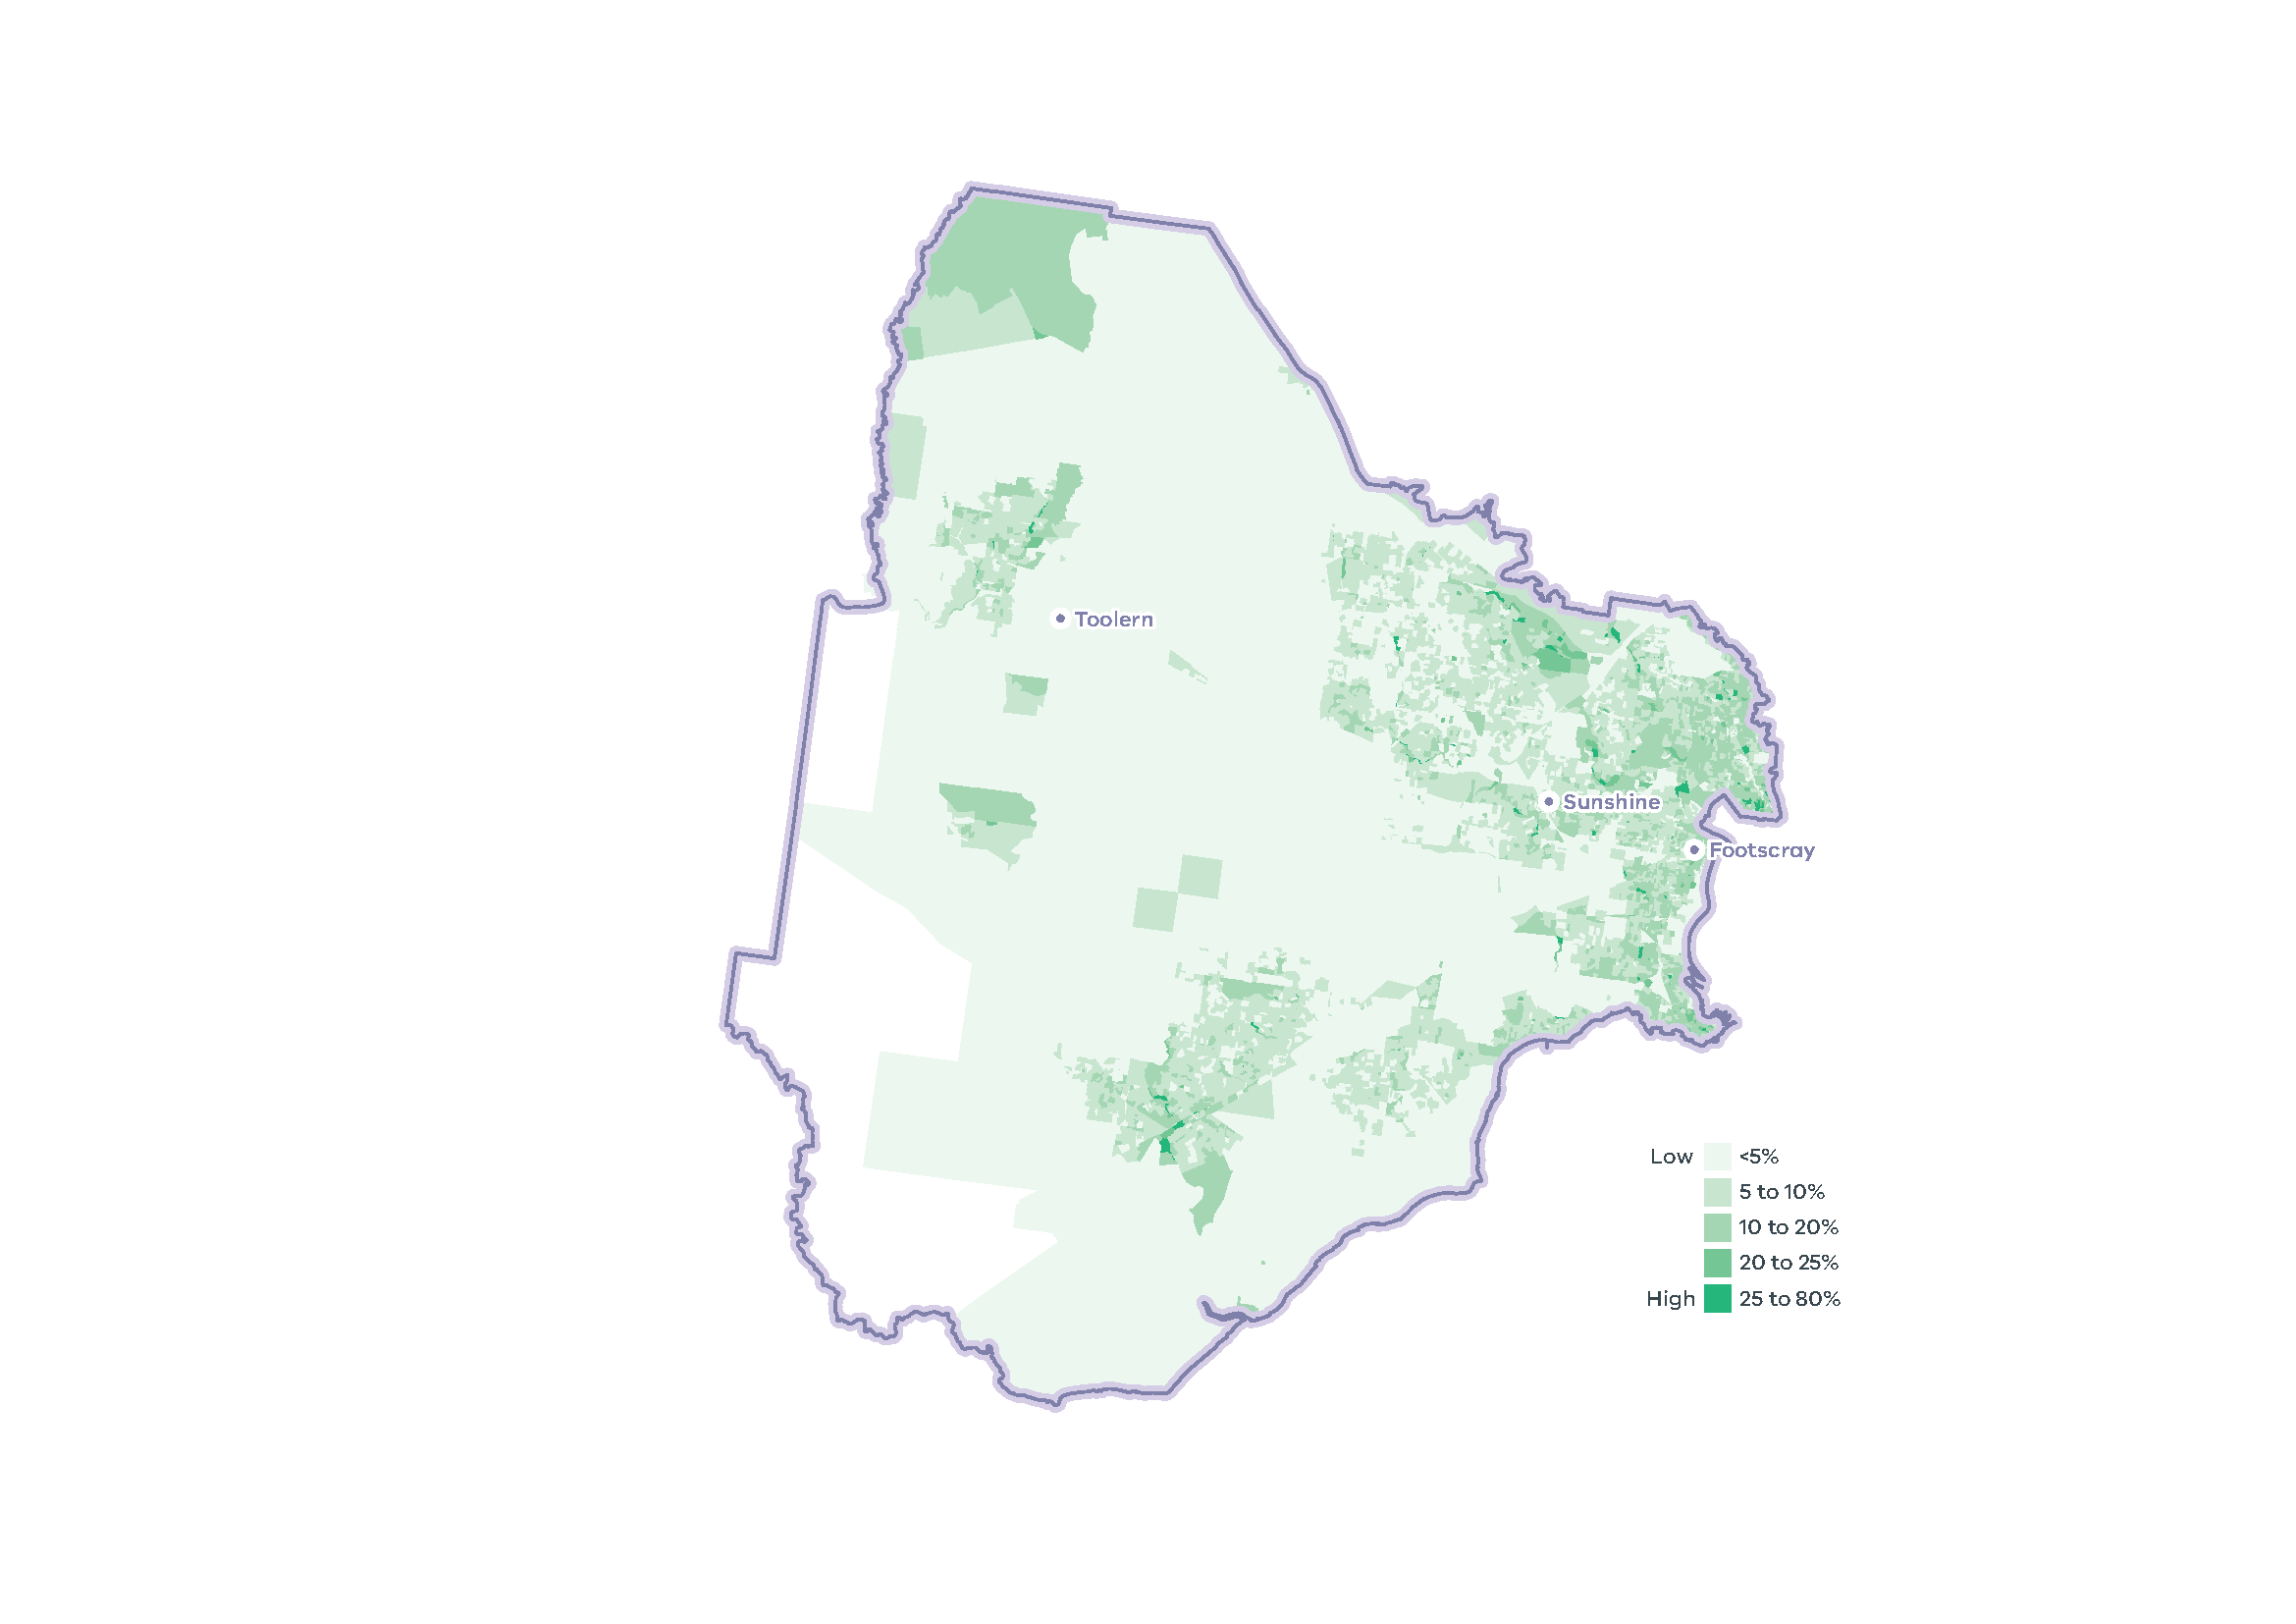 Toolern
Sunshine
Footscray
Low <5%
5 to 10%
10 to 20%
20 to 25%
High 25 to 80%